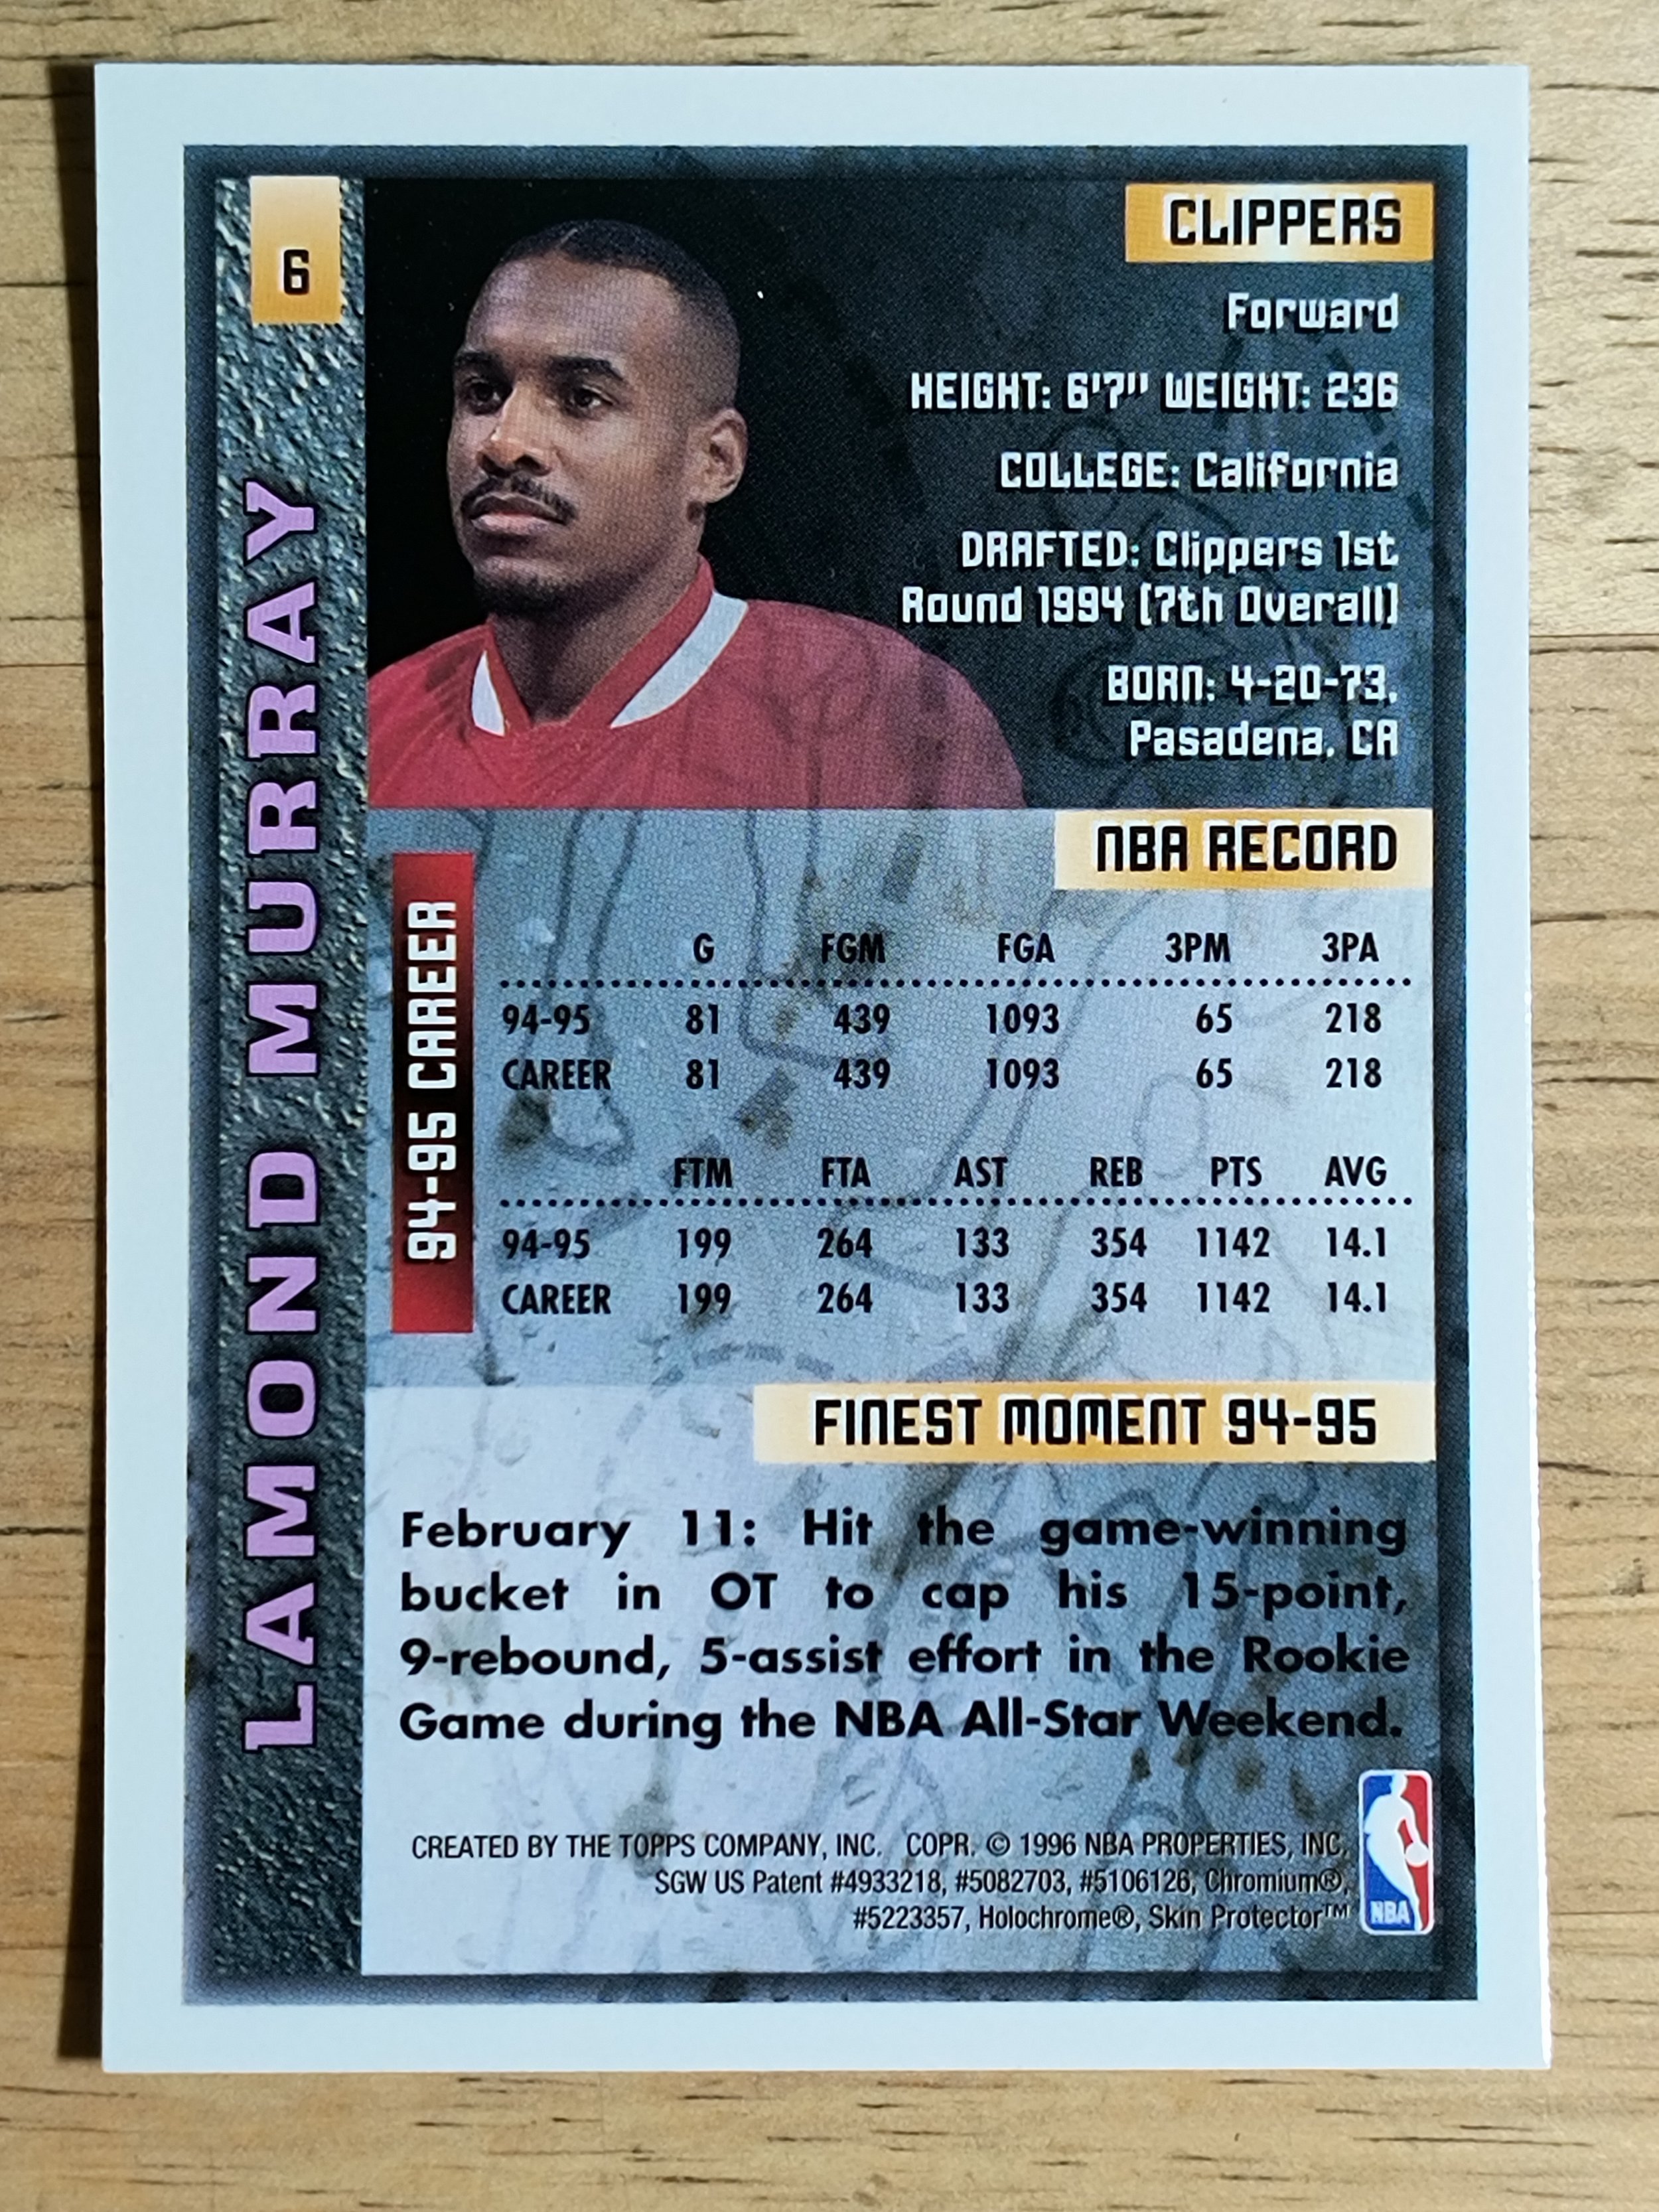 6
CLIPPERS
Forward
HEIGHT: 6'7" WEIGHT: 236
COLLEGE: California
DRAFTED: Clippers 1st
Round 1994 (7th Overall)
BORN: 4-20-73,
Pasadena, CA
LAMOND MURRAY
NBA RECORD
94-95 CAREER
G FGM FGA 3PM 3PA
94-95 81 439 1093 65 218
CAREER 81 439 1093 65 218
FTM FTA AST REB PTS AVG
94-95 199 264 133 354 1142 14.1
CAREER 199 264 133 354 1142 14.1
FINEST MOMENT 94-95
February 11: Hit the game-winning
bucket in OT to cap his 15-point,
9-rebound, 5-assist effort in the Rookie
Game during the NBA All-Star Weekend.
CREATED BY THE TOPPS COMPANY, INC. COPR. © 1996 NBA PROPERTIES, INC,
SGW US Patent #4933218, #5082703, #5106126, Chromium®,
#5223357, Holochrome®, Skin Protector™
NBA